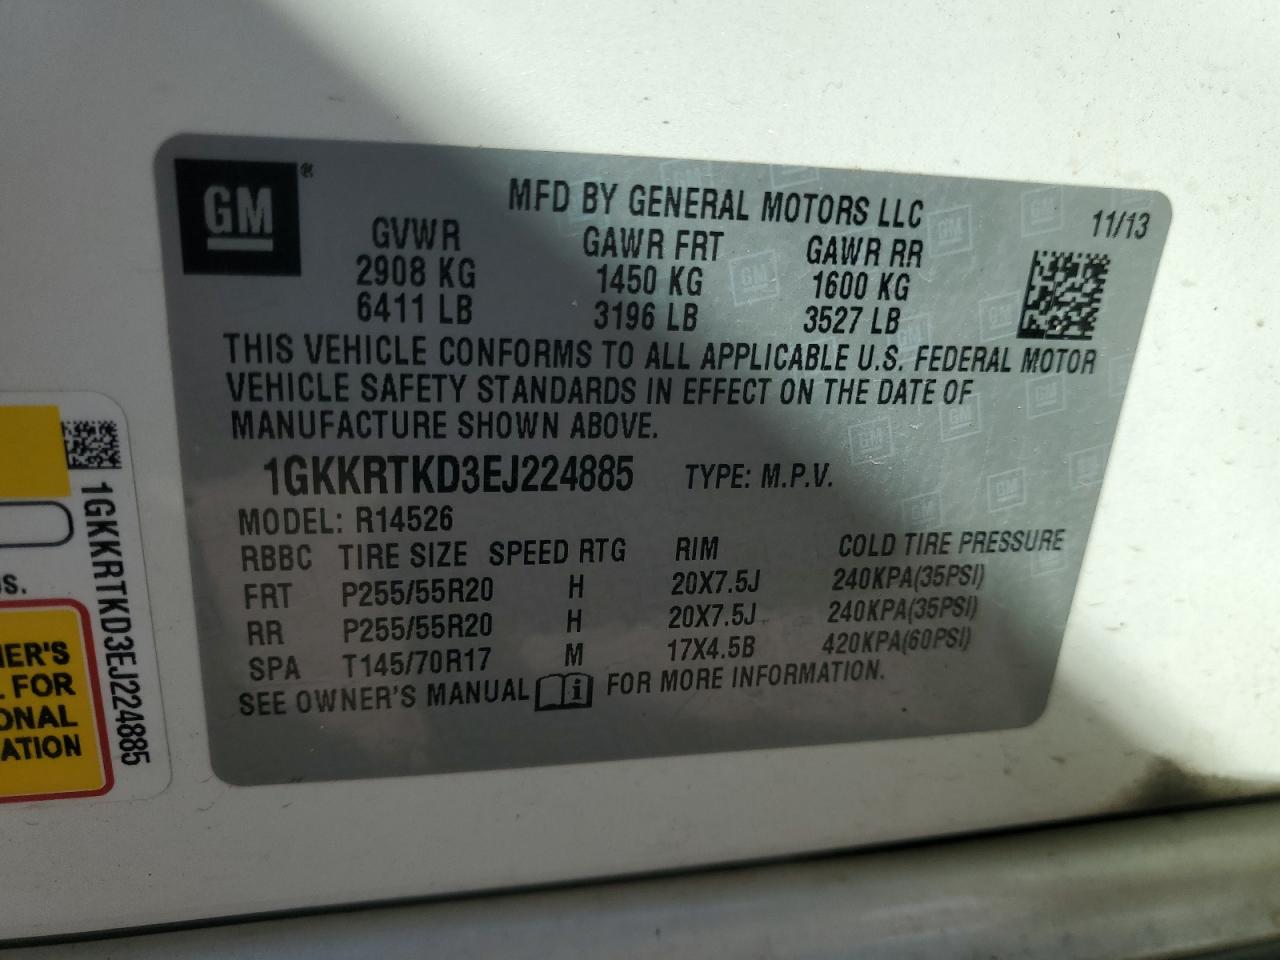 GM ®
MFD BY GENERAL MOTORS LLC
11/13
GVWR GAWR FRT GAWR RR
2908 KG 1450 KG 1600 KG
6411 LB 3196 LB 3527 LB
THIS VEHICLE CONFORMS TO ALL APPLICABLE U.S. FEDERAL MOTOR
VEHICLE SAFETY STANDARDS IN EFFECT ON THE DATE OF
MANUFACTURE SHOWN ABOVE.
1GKKRTKD3EJ224885 TYPE: M.P.V.
MODEL: R14526
RBBC TIRE SIZE SPEED RTG RIM COLD TIRE PRESSURE
FRT P255/55R20 H 20X7.5J 240KPA(35PSI)
RR P255/55R20 H 20X7.5J 240KPA(35PSI)
SPA T145/70R17 M 17X4.5B 420KPA(60PSI)
SEE OWNER'S MANUAL i FOR MORE INFORMATION.
1GKKRTKD3EJ224885
FOR